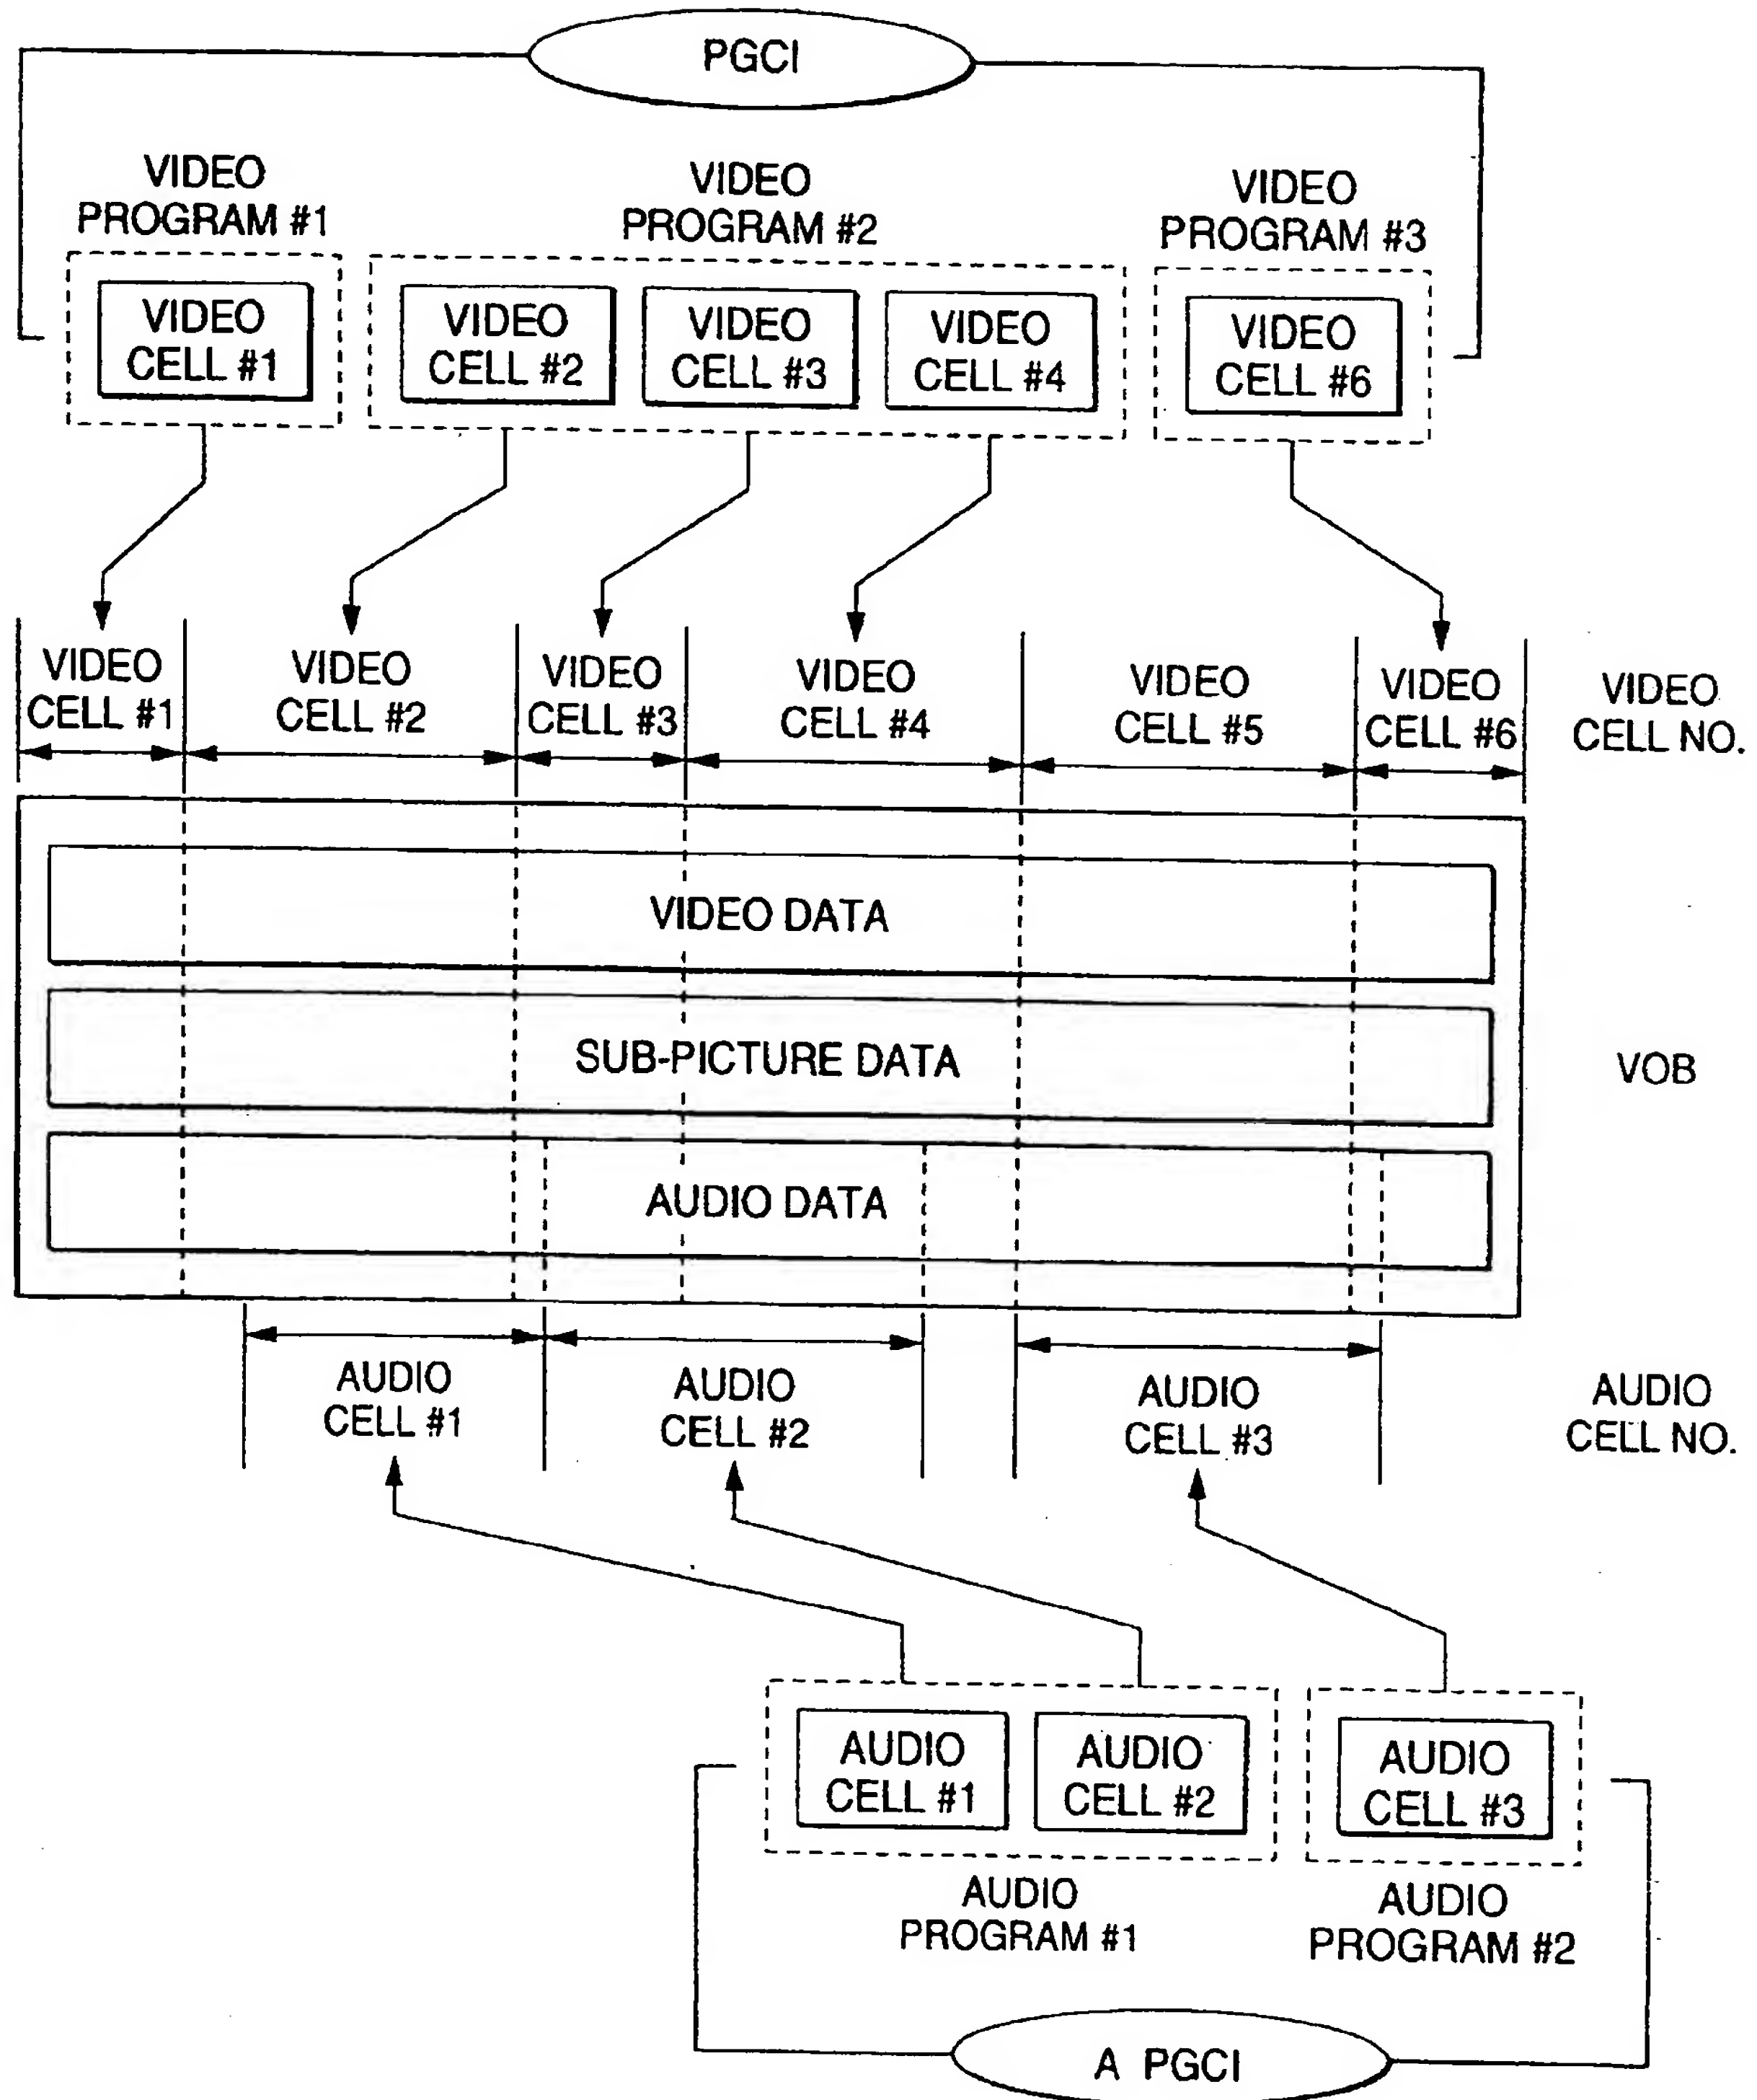 PGCI
VIDEO
PROGRAM #1
VIDEO
PROGRAM #2
VIDEO
PROGRAM #3
VIDEO
CELL #1
VIDEO
CELL #2
VIDEO
CELL #3
VIDEO
CELL #4
VIDEO
CELL #6
VIDEO
CELL #1
VIDEO
CELL #2
VIDEO
CELL #3
VIDEO
CELL #4
VIDEO
CELL #5
VIDEO
CELL #6
VIDEO
CELL NO.
VIDEO DATA
SUB-PICTURE DATA
VOB
AUDIO DATA
AUDIO
CELL #1
AUDIO
CELL #2
AUDIO
CELL #3
AUDIO
CELL NO.
AUDIO
CELL #1
AUDIO
CELL #2
AUDIO
CELL #3
AUDIO
PROGRAM #1
AUDIO
PROGRAM #2
A PGCI